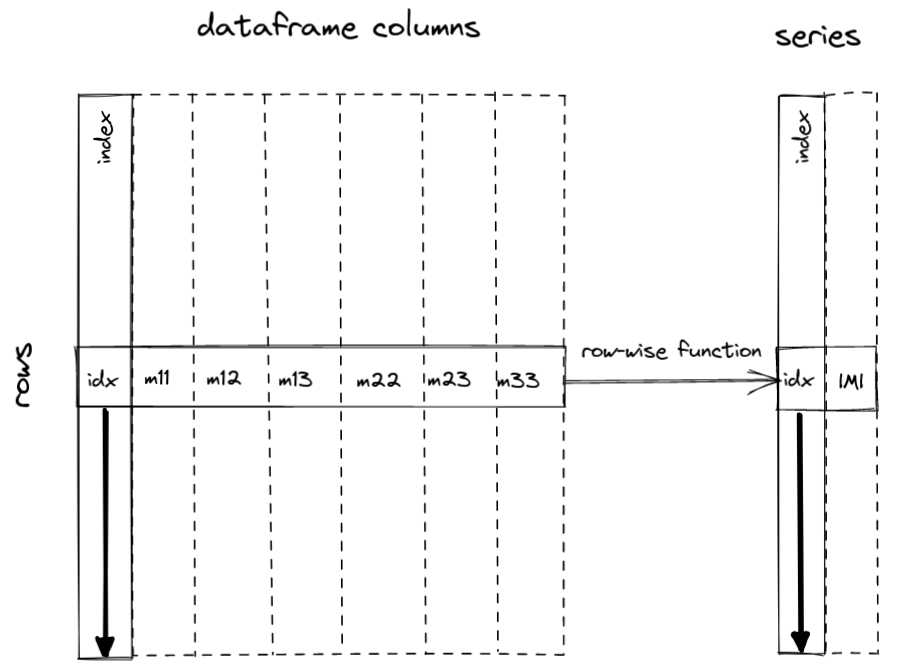 dataframe columns
series
index
index
rows
row-wise function
idx m11 m12 m13 m22 m23 m33
idx |M|